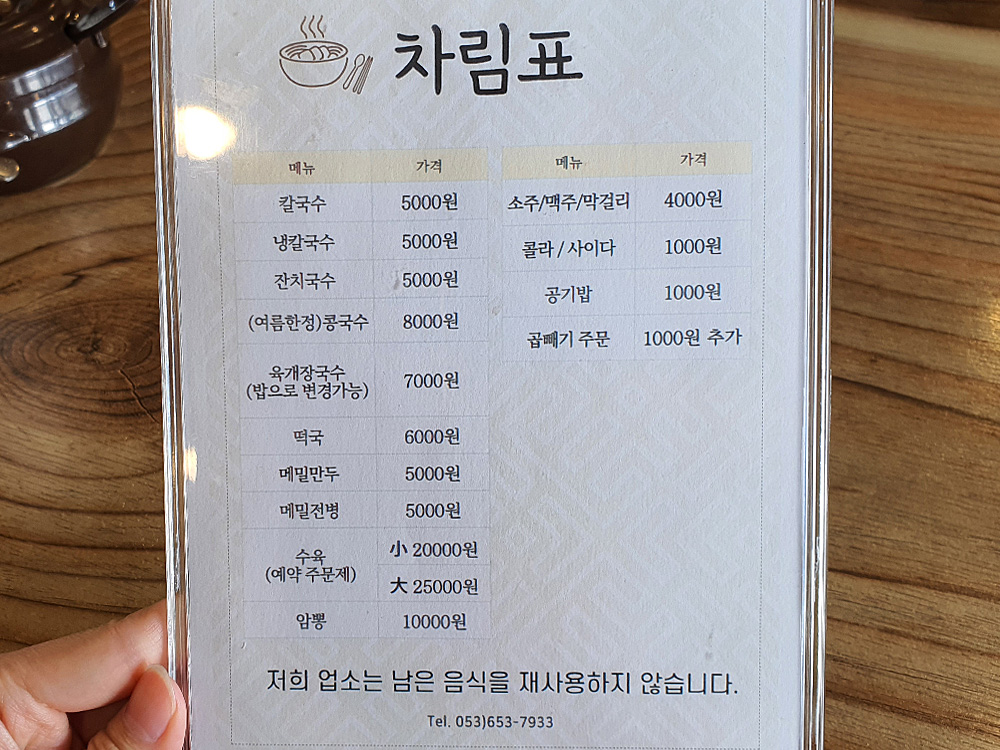 차림표
메뉴 가격
칼국수 5000원
냉칼국수 5000원
잔치국수 5000원
(여름한정)콩국수 8000원
육개장국수
(밥으로 변경가능) 7000원
떡국 6000원
메밀만두 5000원
메밀전병 5000원
수육
(예약 주문제)
小 20000원
大 25000원
암뽕 10000원
메뉴 가격
소주/맥주/막걸리 4000원
콜라 / 사이다 1000원
공기밥 1000원
곱빼기 주문 1000원 추가
저희 업소는 남은 음식을 재사용하지 않습니다.
Tel. 053)653-7933